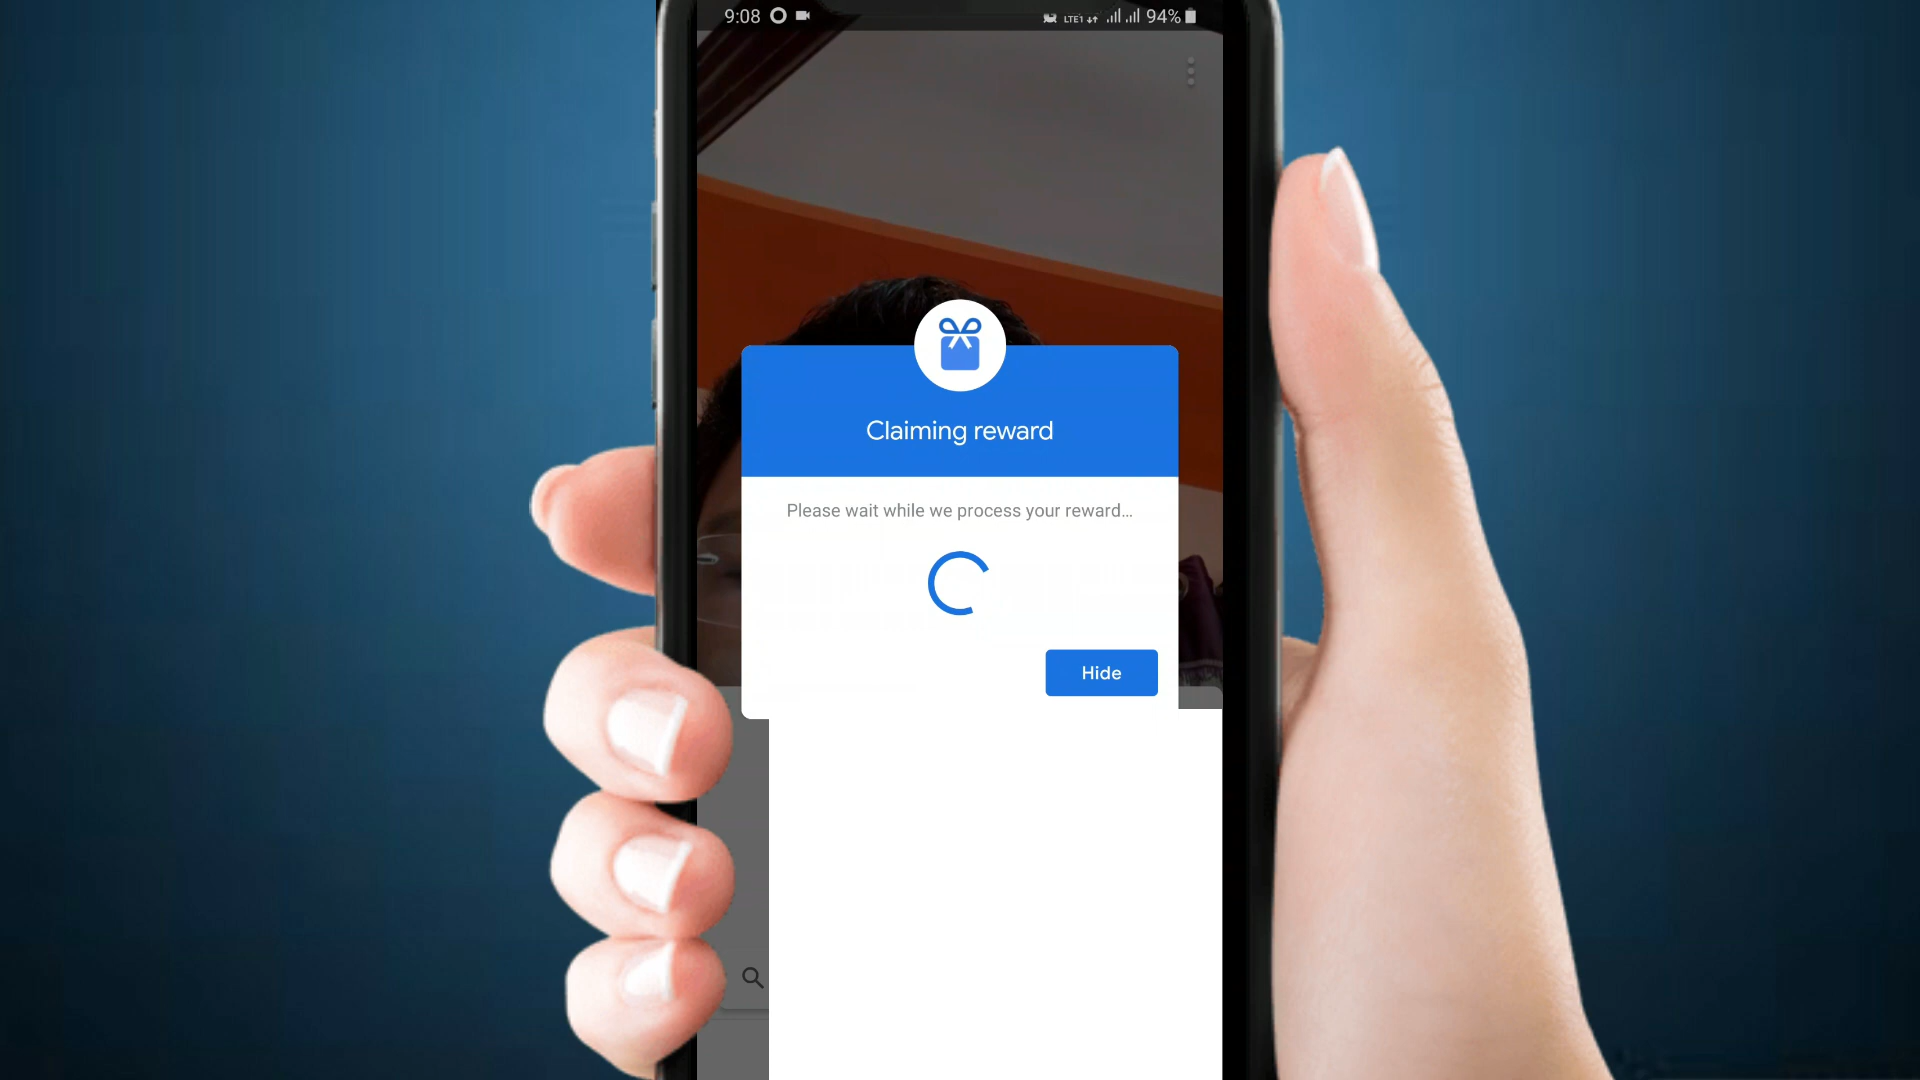 9:08 LTE1 94%
Claiming reward
Please wait while we process your reward...
Hide